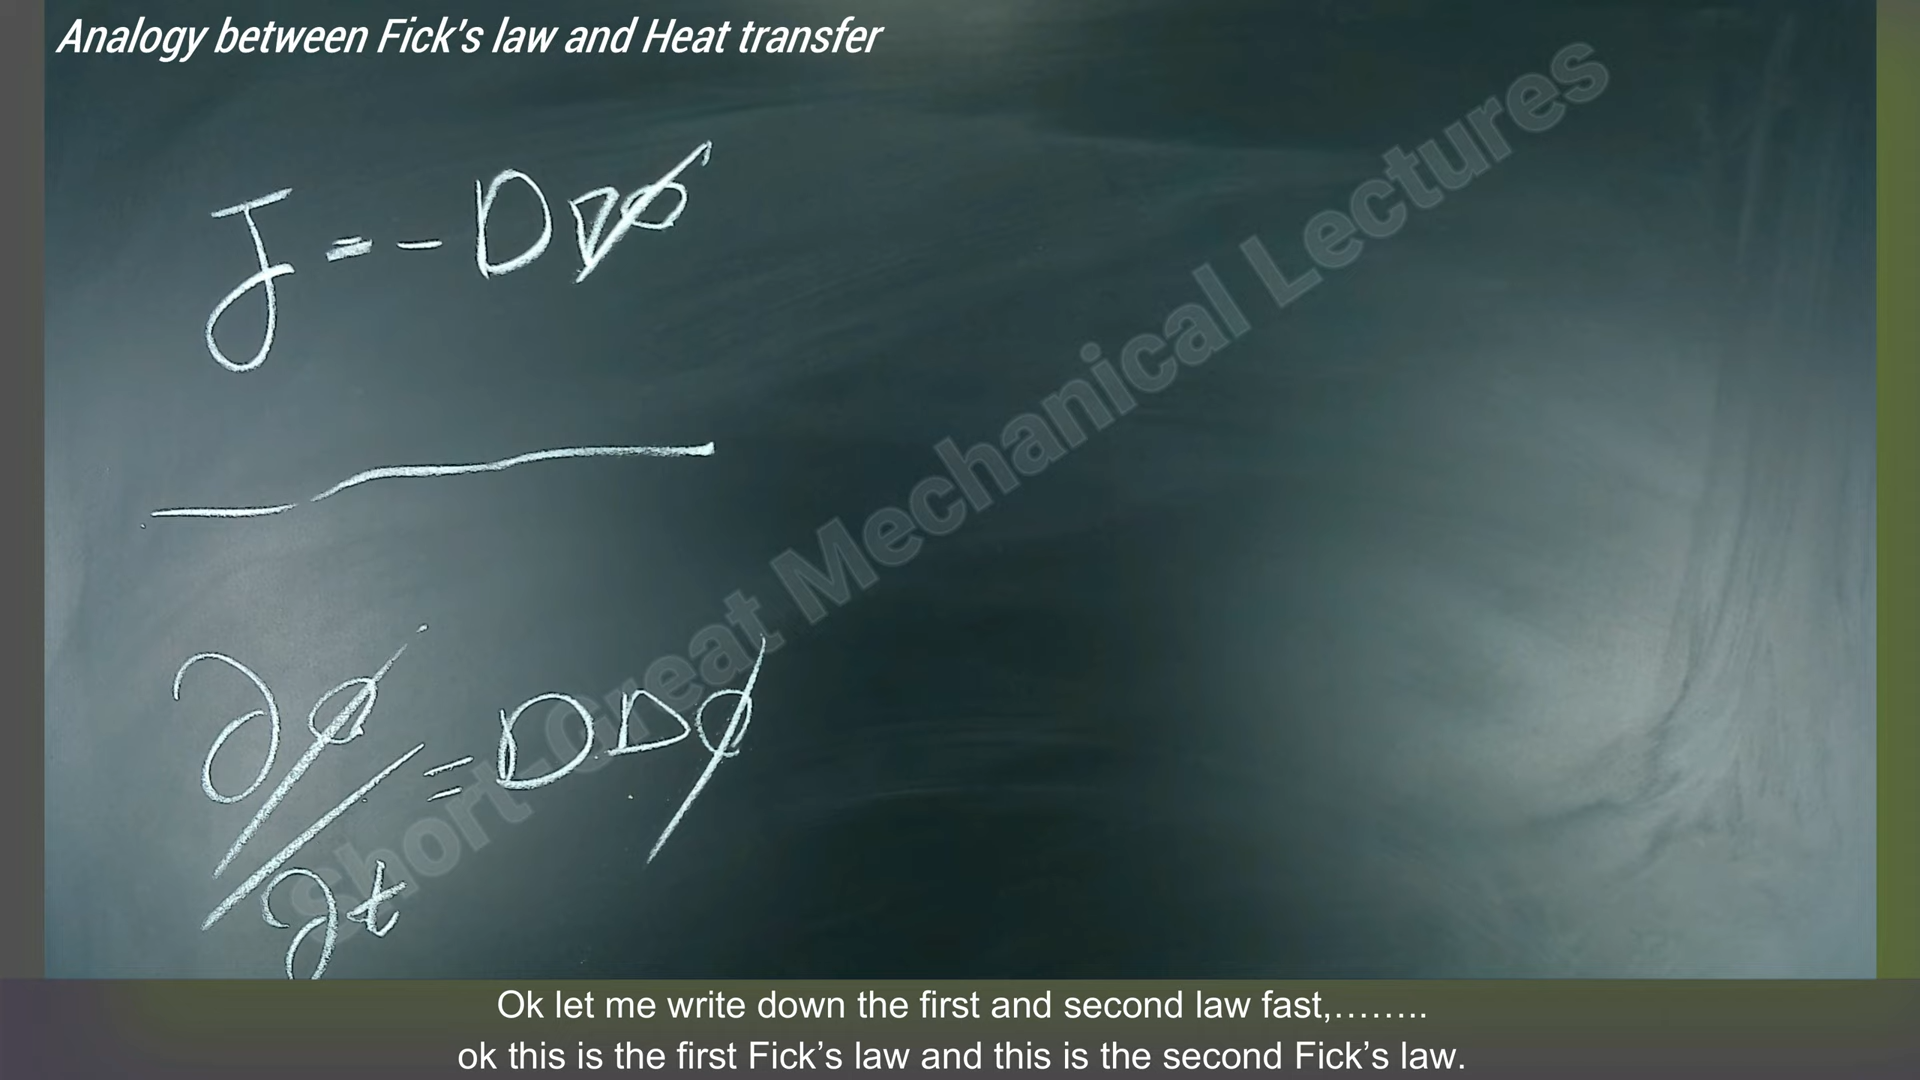 Analogy between Fick's law and Heat transfer
J = - D ∇φ
∂φ/∂t = D Δ φ
Short-Great Mechanical Lectures
Ok let me write down the first and second law fast,........
ok this is the first Fick’s law and this is the second Fick’s law.